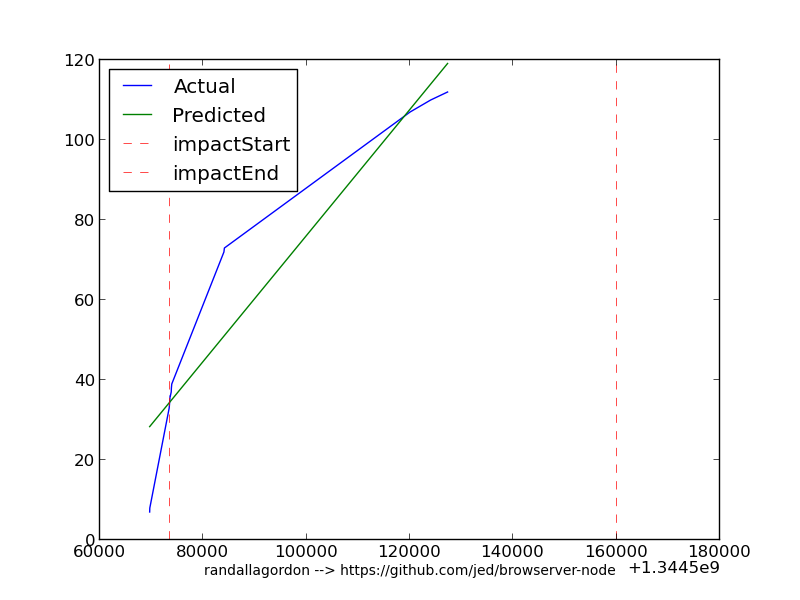 120
100
80
60
40
20
0
Actual
Predicted
impactStart
impactEnd
60000 80000 100000 120000 140000 160000 180000
randallagordon --> https://github.com/jed/browserver-node +1.3445e9